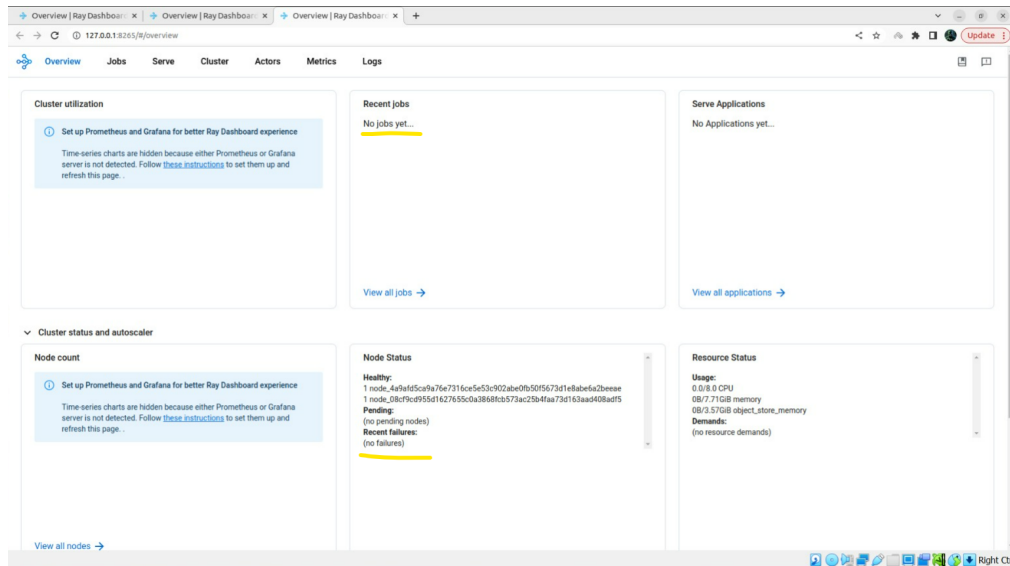 Overview | Ray Dashboard
Overview | Ray Dashboard
Overview | Ray Dashboard
127.0.0.1:8265/#/overview
Update
Overview Jobs Serve Cluster Actors Metrics Logs
Cluster utilization
Set up Prometheus and Grafana for better Ray Dashboard experience
Time-series charts are hidden because either Prometheus or Grafana
server is not detected. Follow these instructions to set them up and
refresh this page. .
Recent jobs
No jobs yet...
View all jobs
Serve Applications
No Applications yet...
View all applications
Cluster status and autoscaler
Node count
Set up Prometheus and Grafana for better Ray Dashboard experience
Time-series charts are hidden because either Prometheus or Grafana
server is not detected. Follow these instructions to set them up and
refresh this page. .
View all nodes
Node Status
Healthy:
1 node_4a9afd5ca9a76e7316ce5e53c902abe0fb50f5673d1e8abe6a2beeae
1 node_08cf9cd955d1627655c0a3868fcb573ac25b4faa73d163aad408adf5
Pending:
(no pending nodes)
Recent failures:
(no failures)
Resource Status
Usage:
0.0/8.0 CPU
0B/7.71GiB memory
0B/3.57GiB object_store_memory
Demands:
(no resource demands)
Right Ct